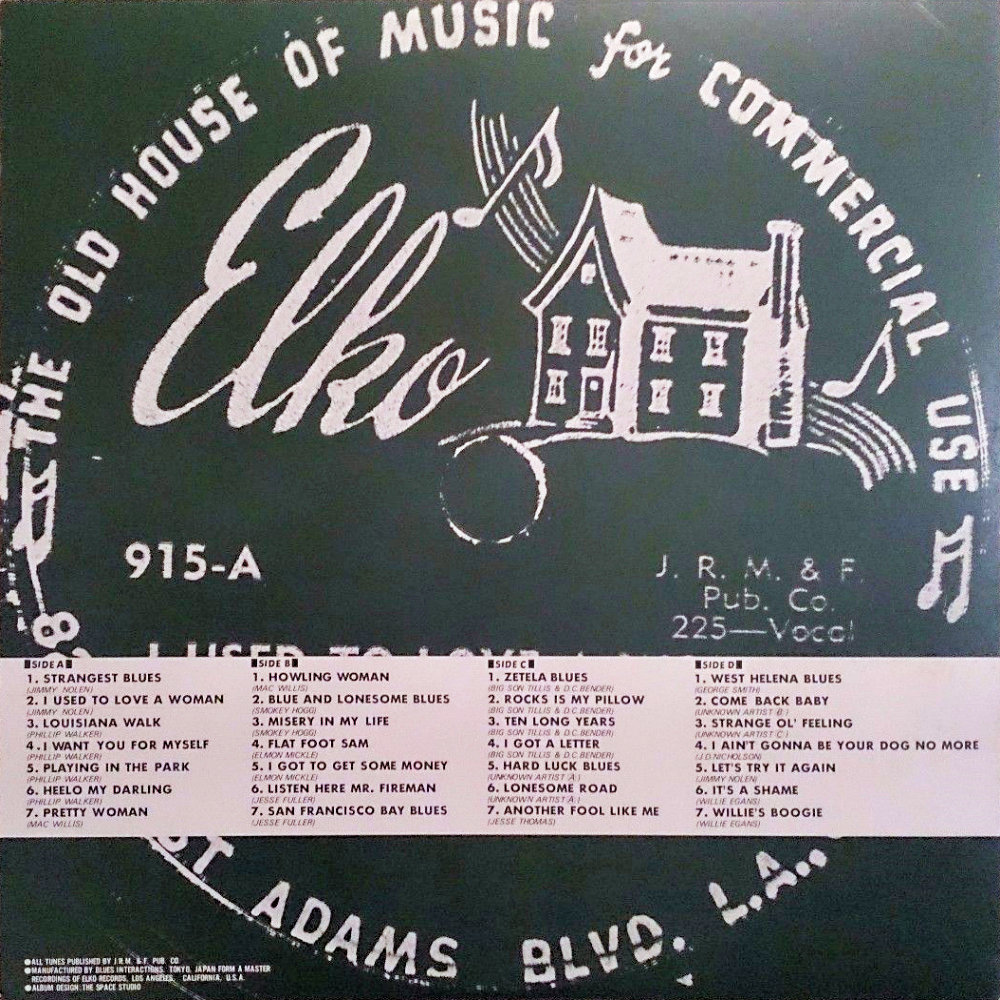 THE OLD HOUSE OF MUSIC for COMMERCIAL USE
Elko
915-A
J. R. M. & F.
Pub. Co.
225—Vocal
I USED TO LOVE
SIDE A
1. STRANGEST BLUES
(JIMMY NOLEN)
2. I USED TO LOVE A WOMAN
(JIMMY NOLEN)
3. LOUISIANA WALK
(PHILLIP WALKER)
4. I WANT YOU FOR MYSELF
(PHILLIP WALKER)
5. PLAYING IN THE PARK
(PHILLIP WALKER)
6. HEELO MY DARLING
(PHILLIP WALKER)
7. PRETTY WOMAN
(MAC WILLIS)
SIDE B
1. HOWLING WOMAN
(MAC WILLIS)
2. BLUE AND LONESOME BLUES
(SMOKEY HOGG)
3. MISERY IN MY LIFE
(SMOKEY HOGG)
4. FLAT FOOT SAM
(ELMON MICKLE)
5. I GOT TO GET SOME MONEY
(ELMON MICKLE)
6. LISTEN HERE MR. FIREMAN
(JESSE FULLER)
7. SAN FRANCISCO BAY BLUES
(JESSE FULLER)
SIDE C
1. ZETELA BLUES
(BIG SON TILLIS & D.C.BENDER)
2. ROCKS IS MY PILLOW
(BIG SON TILLIS & D.C.BENDER)
3. TEN LONG YEARS
(BIG SON TILLIS & D.C.BENDER)
4. I GOT A LETTER
(BIG SON TILLIS & D.C.BENDER)
5. HARD LUCK BLUES
(UNKNOWN ARTIST (A))
6. LONESOME ROAD
(UNKNOWN ARTIST (A))
7. ANOTHER FOOL LIKE ME
(JESSE THOMAS)
SIDE D
1. WEST HELENA BLUES
(GEORGE SMITH)
2. COME BACK BABY
(UNKNOWN ARTIST (B))
3. STRANGE OL' FEELING
(UNKNOWN ARTIST (C))
4. I AIN'T GONNA BE YOUR DOG NO MORE
(J.D.NICHOLSON)
5. LET'S TRY IT AGAIN
(JIMMY NOLEN)
6. IT'S A SHAME
(WILLIE EGANS)
7. WILLIE'S BOOGIE
(WILLIE EGANS)
ST ADAMS BLVD. L.A.,
●ALL TUNES PUBLISHED BY J.R.M. & F. PUB. CO.
●MANUFACTURED BY BLUES INTERACTIONS, TOKYO, JAPAN FORM A MASTER
RECORDINGS OF ELKO RECORDS, LOS ANGELES, CALIFORNIA, U.S.A.
●ALBUM DESIGN:THE SPACE STUDIO